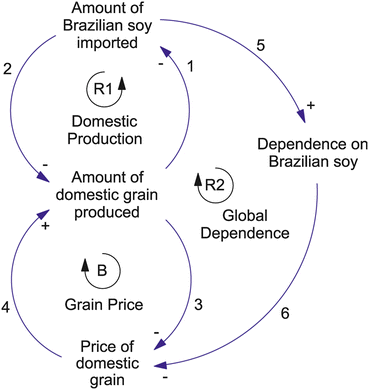 Amount of
Brazilian soy
imported
5
2
-
1
R1
+
Domestic
Production
Dependence on
Brazilian soy
-
Amount of
domestic grain
produced
R2
+
Global
Dependence
B
Grain Price
4
3
6
-
Price of
domestic
grain
-